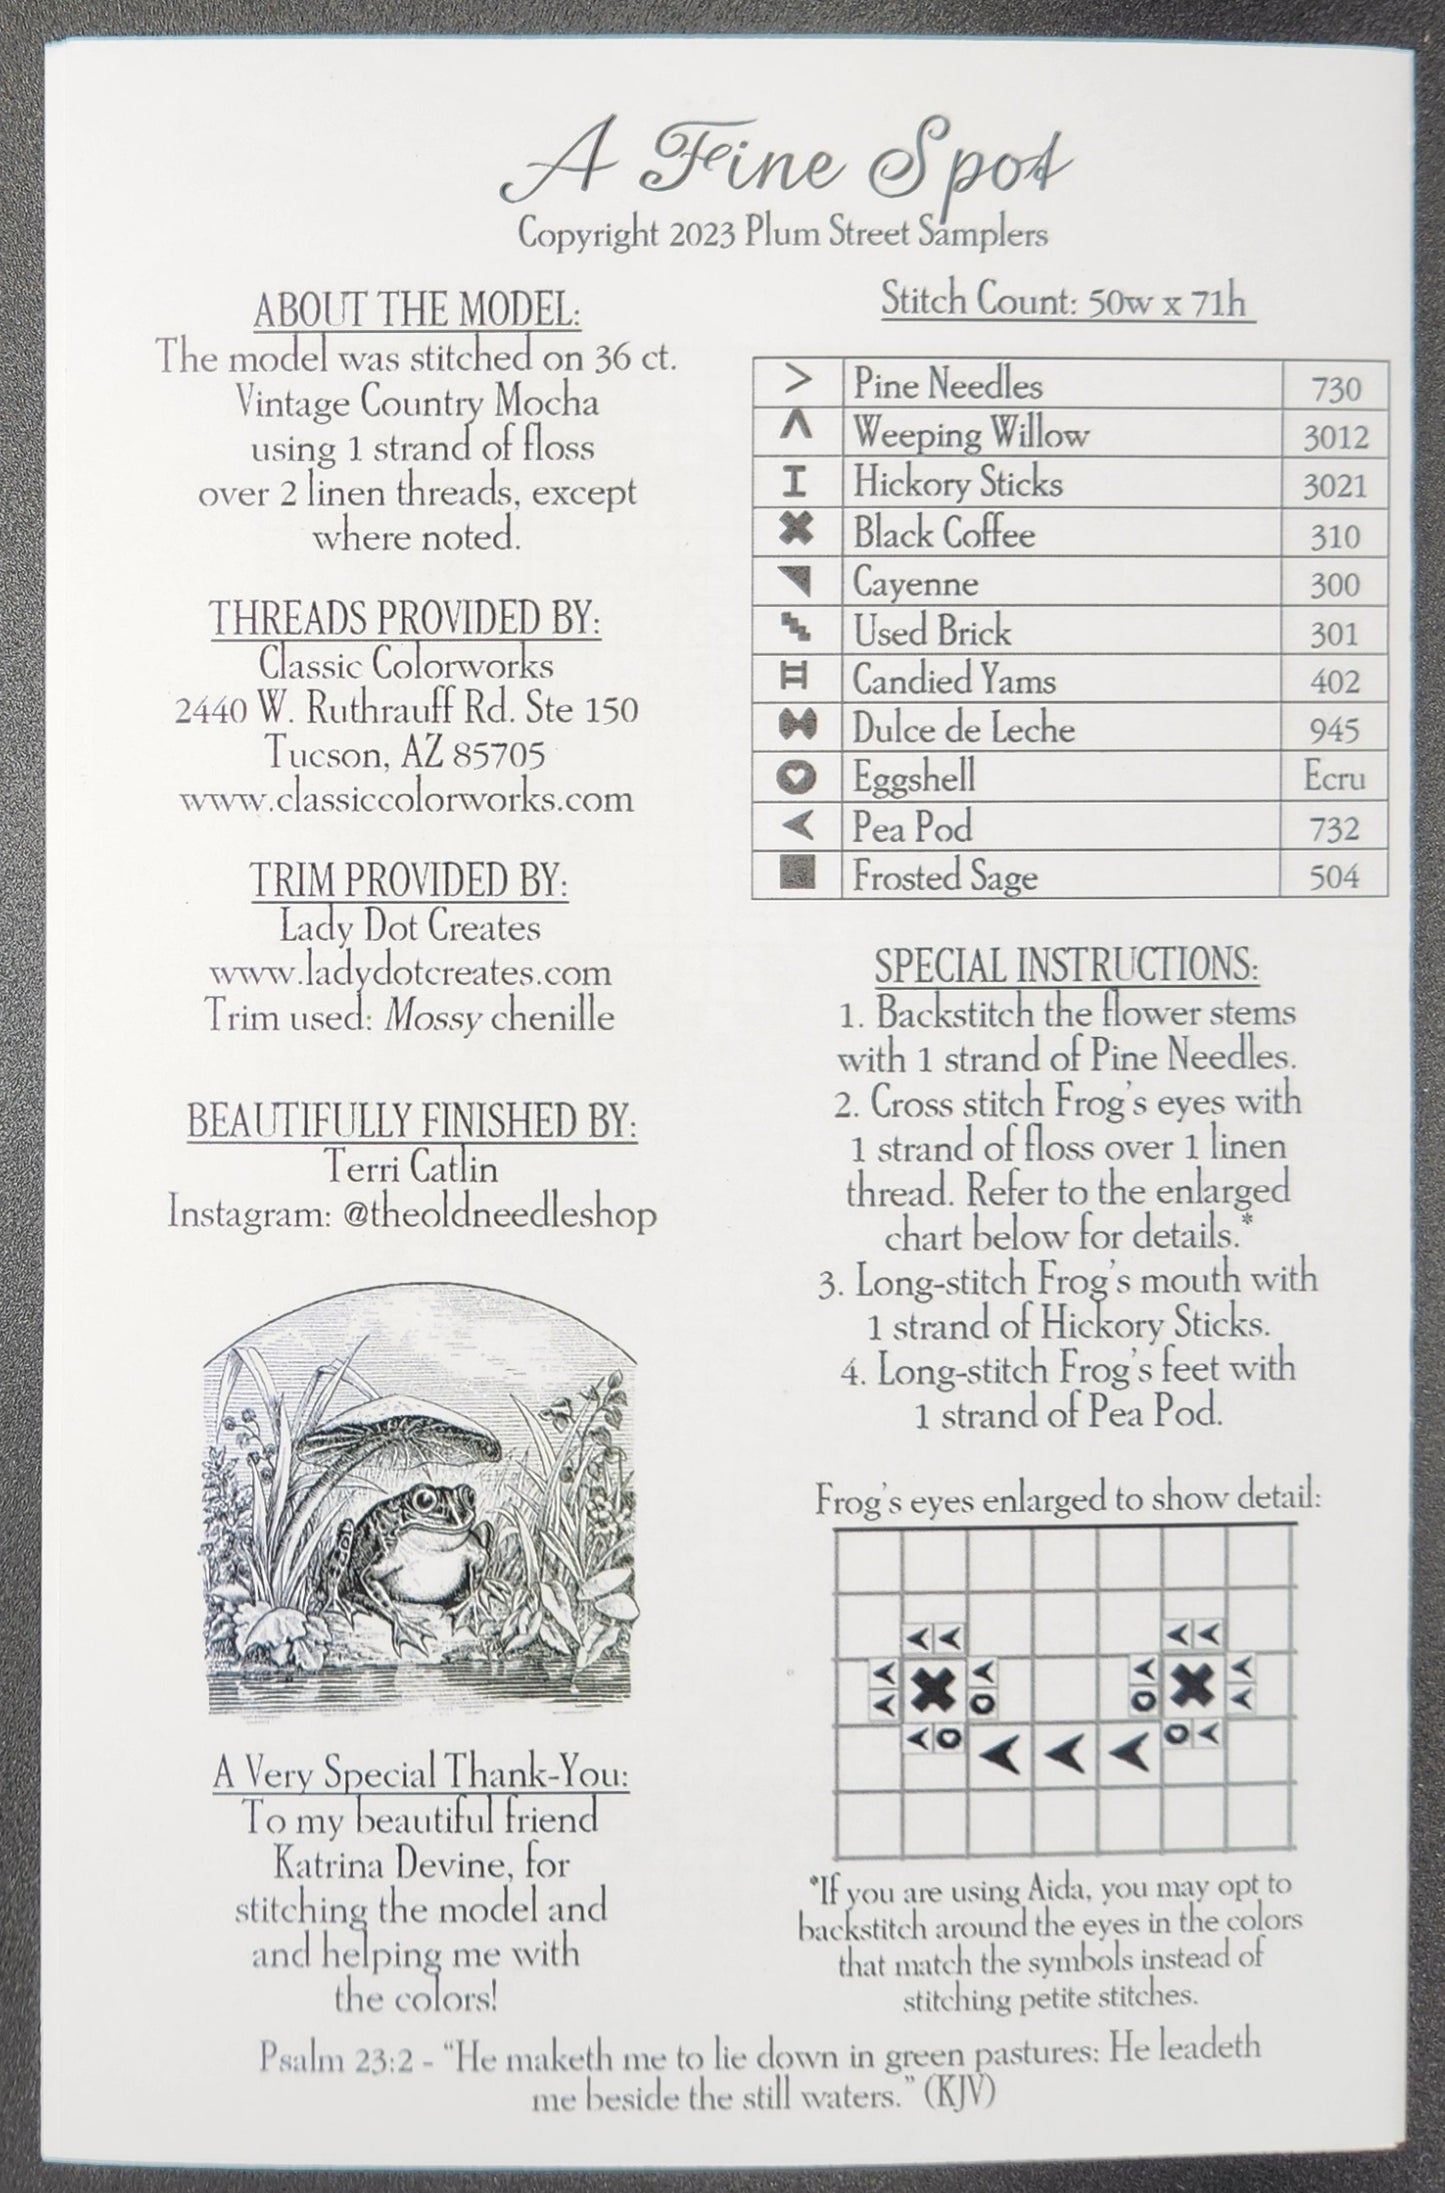 A Fine Spot
Copyright 2023 Plum Street Samplers
ABOUT THE MODEL:
The model was stitched on 36 ct.
Vintage Country Mocha
using 1 strand of floss
over 2 linen threads, except
where noted.
THREADS PROVIDED BY:
Classic Colorworks
2440 W. Ruthrauff Rd. Ste 150
Tucson, AZ 85705
www.classiccolorworks.com
TRIM PROVIDED BY:
Lady Dot Creates
www.ladydotcreates.com
Trim used: Mossy chenille
BEAUTIFULLY FINISHED BY:
Terri Catlin
Instagram: @theoldneedleshop
A Very Special Thank-You:
To my beautiful friend
Katrina Devine, for
stitching the model and
and helping me with
the colors!
Stitch Count: 50w x 71h
Pine Needles 730
Weeping Willow 3012
Hickory Sticks 3021
Black Coffee 310
Cayenne 300
Used Brick 301
Candied Yams 402
Dulce de Leche 945
Eggshell Ecru
Pea Pod 732
Frosted Sage 504
SPECIAL INSTRUCTIONS:
1. Backstitch the flower stems
with 1 strand of Pine Needles.
2. Cross stitch Frog's eyes with
1 strand of floss over 1 linen
thread. Refer to the enlarged
chart below for details.*
3. Long-stitch Frog's mouth with
1 strand of Hickory Sticks.
4. Long-stitch Frog's feet with
1 strand of Pea Pod.
Frog's eyes enlarged to show detail:
*If you are using Aida, you may opt to
backstitch around the eyes in the colors
that match the symbols instead of
stitching petite stitches.
Psalm 23:2 - "He maketh me to lie down in green pastures: He leadeth
me beside the still waters." (KJV)